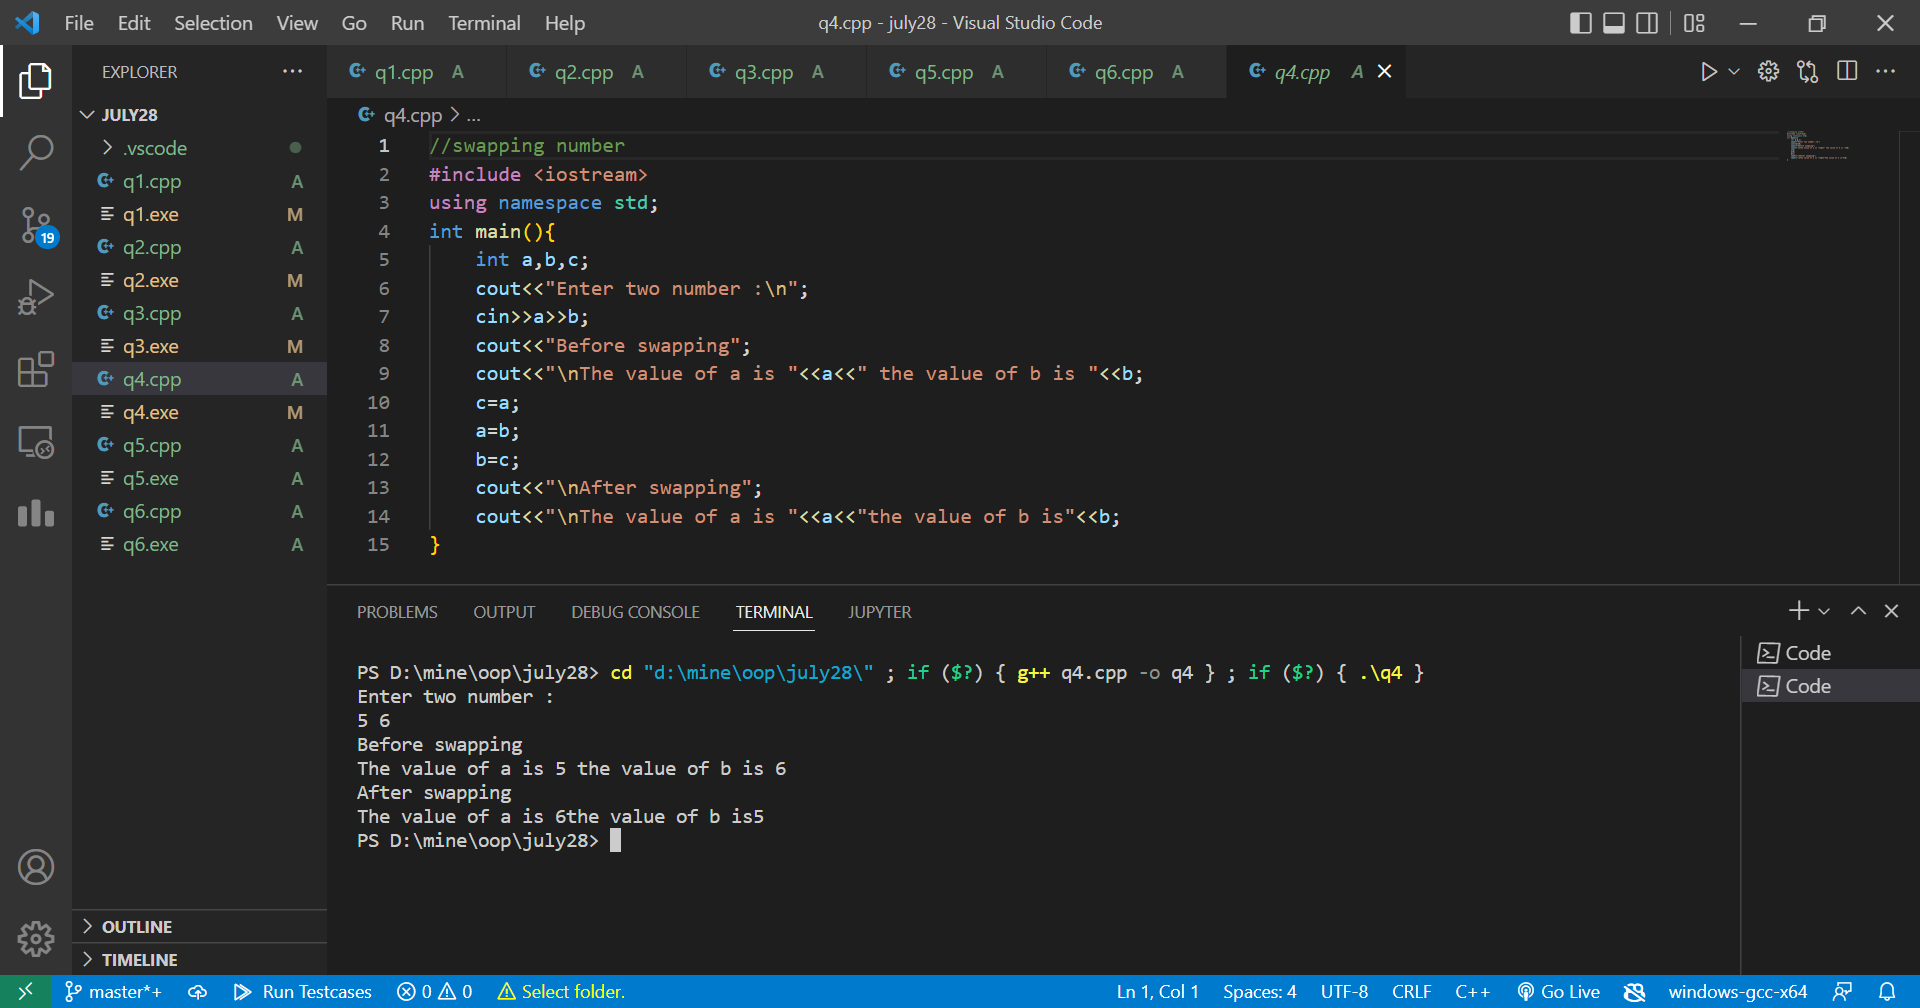 File Edit Selection View Go Run Terminal Help
q4.cpp - july28 - Visual Studio Code
EXPLORER
q1.cpp A
q2.cpp A
q3.cpp A
q5.cpp A
q6.cpp A
q4.cpp A
JULY28
.vscode
q1.cpp A
q1.exe M
q2.cpp A
q2.exe M
q3.cpp A
q3.exe M
q4.cpp A
q4.exe M
q5.cpp A
q5.exe A
q6.cpp A
q6.exe A
19
OUTLINE
TIMELINE
q4.cpp > ...
1 //swapping number
2 #include <iostream>
3 using namespace std;
4 int main(){
5 int a,b,c;
6 cout<<"Enter two number :\n";
7 cin>>a>>b;
8 cout<<"Before swapping";
9 cout<<"\nThe value of a is "<<a<<" the value of b is "<<b;
10 c=a;
11 a=b;
12 b=c;
13 cout<<"\nAfter swapping";
14 cout<<"\nThe value of a is "<<a<<"the value of b is"<<b;
15 }
PROBLEMS OUTPUT DEBUG CONSOLE TERMINAL JUPYTER
PS D:\mine\oop\july28> cd "d:\mine\oop\july28\" ; if ($?) { g++ q4.cpp -o q4 } ; if ($?) { .\q4 }
Enter two number :
5 6
Before swapping
The value of a is 5 the value of b is 6
After swapping
The value of a is 6the value of b is5
PS D:\mine\oop\july28>
Code
Code
master*+ Run Testcases 0 0 Select folder. Ln 1, Col 1 Spaces: 4 UTF-8 CRLF C++ Go Live windows-gcc-x64